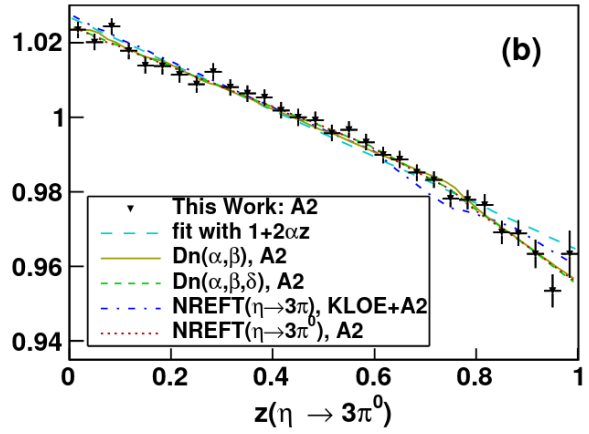 1.02
(b)
1
0.98
This Work: A2
fit with 1+2αz
Dn(α,β), A2
Dn(α,β,δ), A2
0.96
NREFT(η→3π), KLOE+A2
NREFT(η→3π⁰), A2
0.94
0 0.2 0.4 0.6 0.8 1
z(η → 3π⁰)